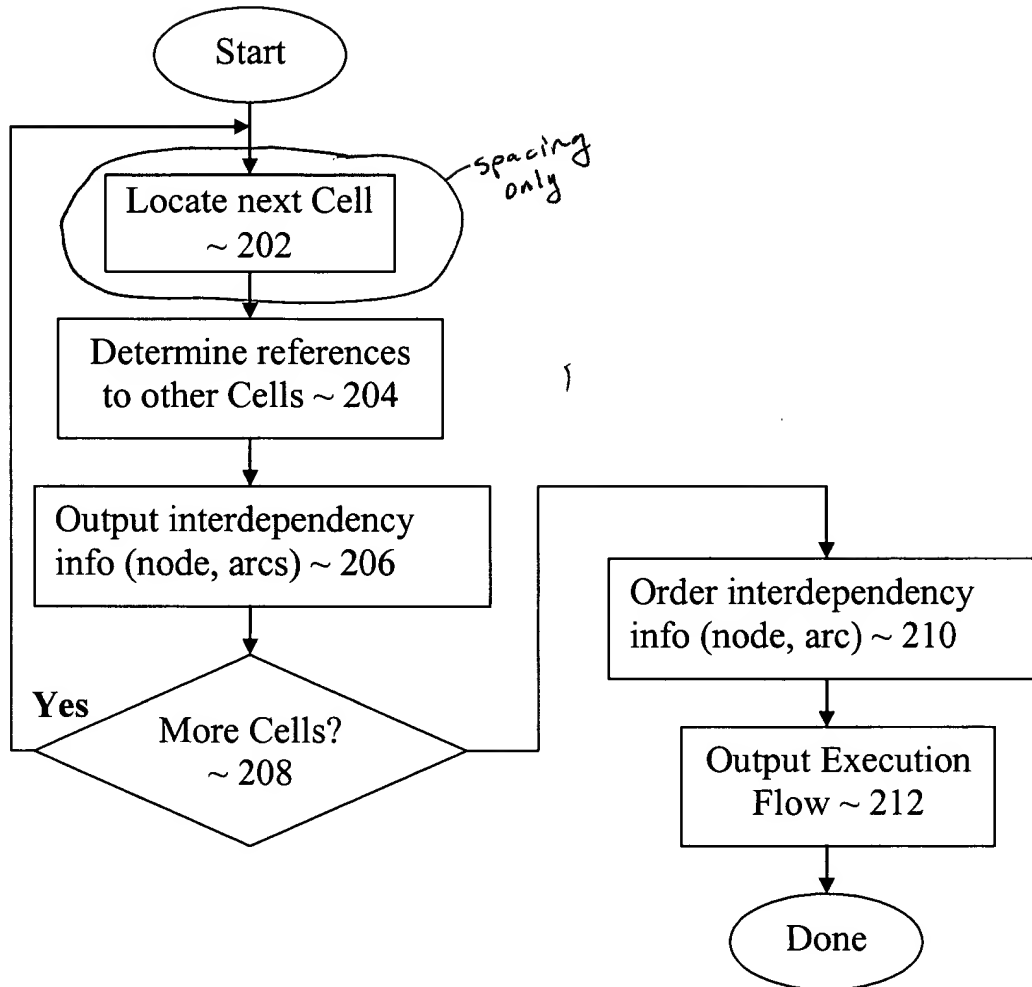 Start
spacing
only
Locate next Cell
~ 202
Determine references
to other Cells ~ 204
Output interdependency
info (node, arcs) ~ 206
Yes
More Cells?
~ 208
Order interdependency
info (node, arc) ~ 210
Output Execution
Flow ~ 212
Done